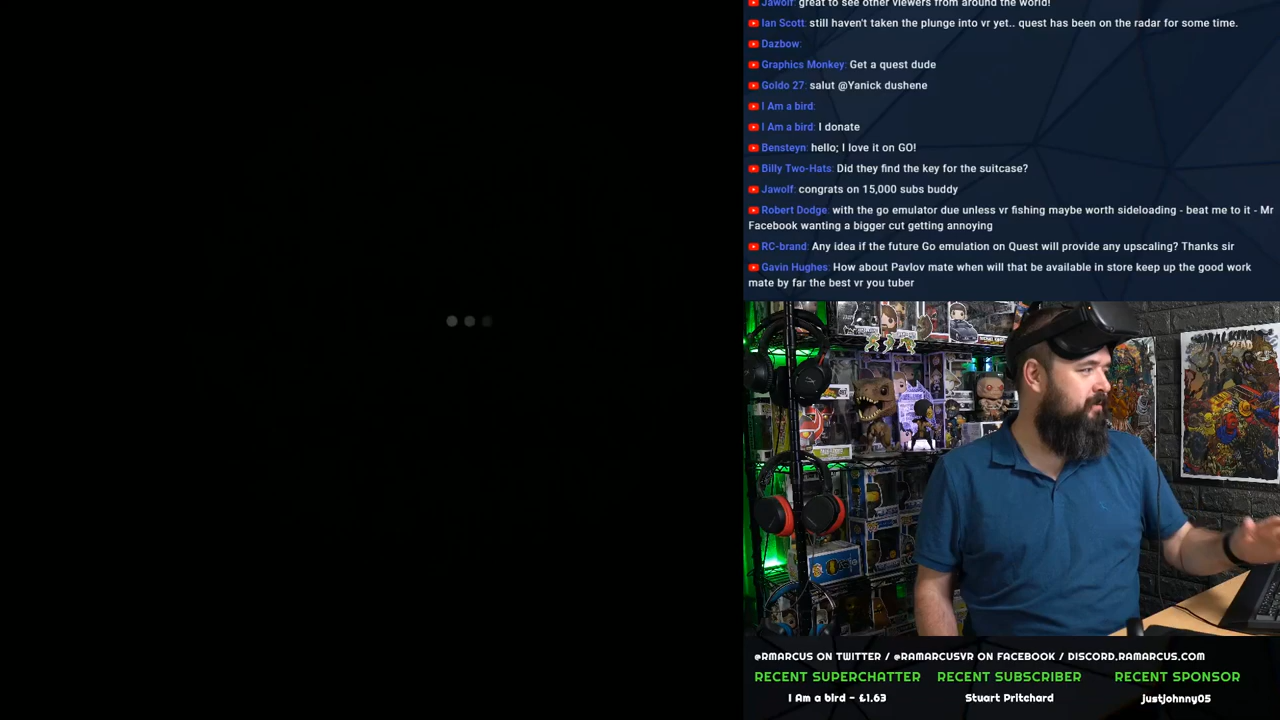 Jawolf: great to see other viewers from around the world!
Ian Scott: still haven't taken the plunge into vr yet.. quest has been on the radar for some time.
Dazbow:
Graphics Monkey: Get a quest dude
Goldo 27: salut @Yanick dushene
I Am a bird:
I Am a bird: I donate
Bensteyn: hello; I love it on GO!
Billy Two-Hats: Did they find the key for the suitcase?
Jawolf: congrats on 15,000 subs buddy
Robert Dodge: with the go emulator due unless vr fishing maybe worth sideloading - beat me to it - Mr
Facebook wanting a bigger cut getting annoying
RC-brand: Any idea if the future Go emulation on Quest will provide any upscaling? Thanks sir
Gavin Hughes: How about Pavlov mate when will that be available in store keep up the good work
mate by far the best vr you tuber
@RMARCUS ON TWITTER / @RAMARCUSVR ON FACEBOOK / DISCORD.RAMARCUS.COM
RECENT SUPERCHATTER RECENT SUBSCRIBER RECENT SPONSOR
I Am a bird - £1.63 Stuart Pritchard justjohnny05